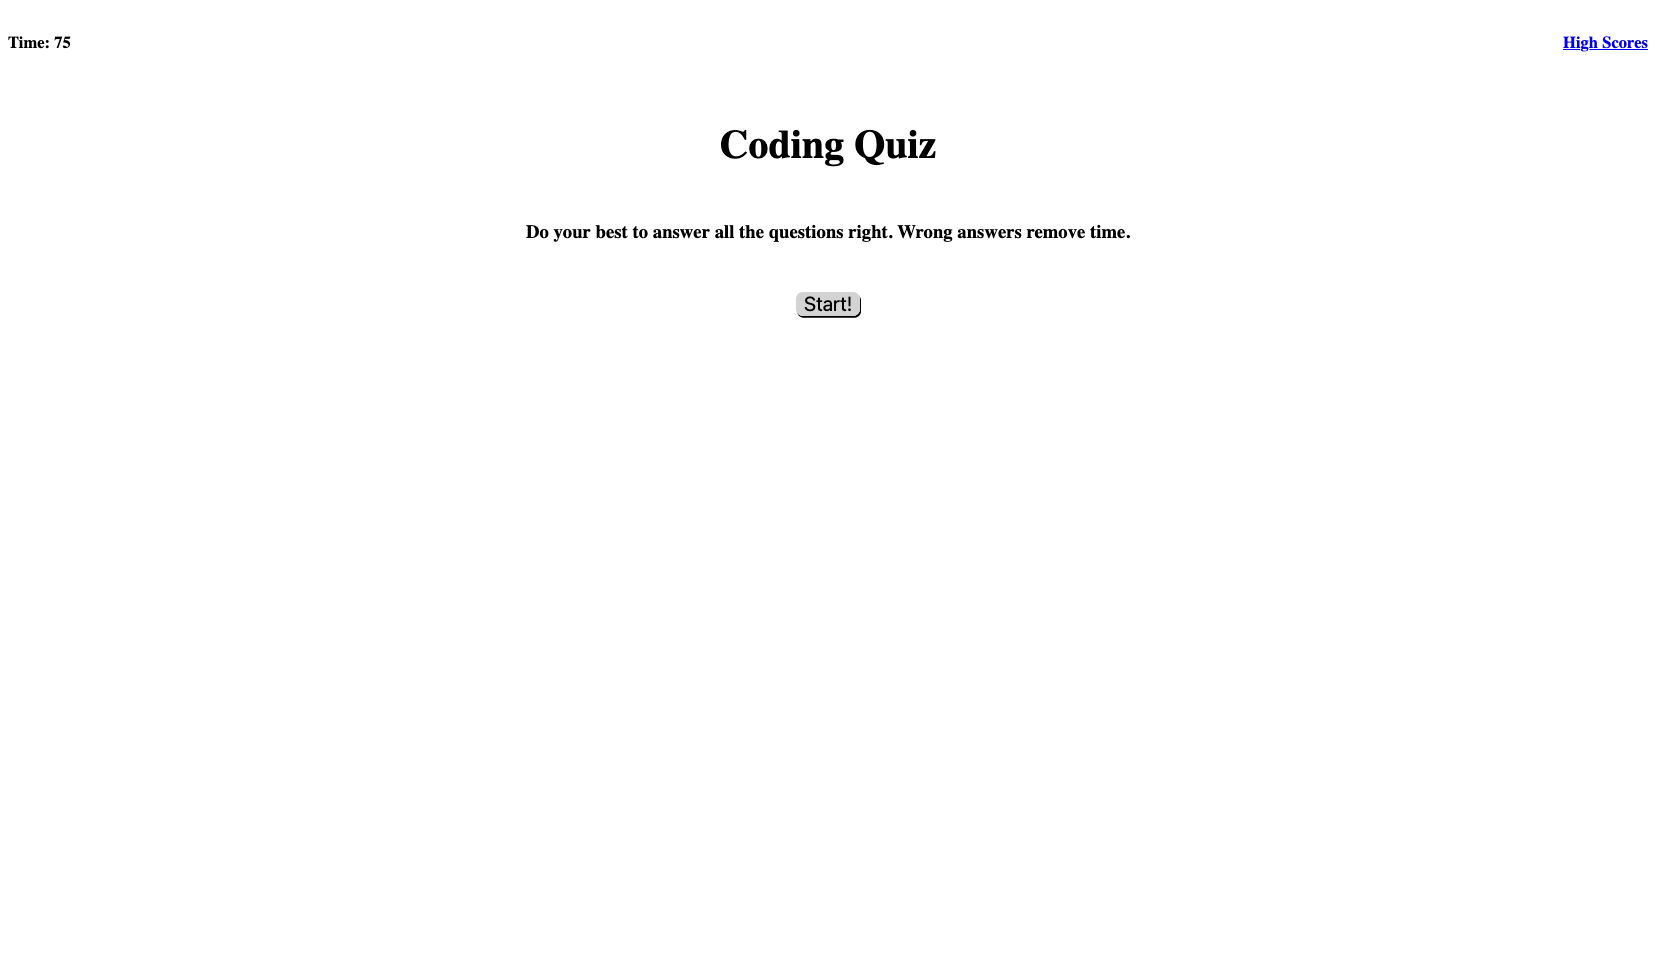 Time: 75
High Scores
Coding Quiz
Do your best to answer all the questions right. Wrong answers remove time.
Start!